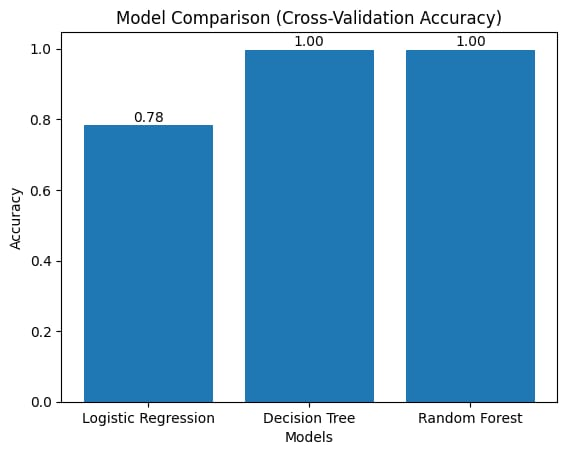 Model Comparison (Cross-Validation Accuracy)
1.00 1.00
1.0
0.78
0.8
0.6
Accuracy
0.4
0.2
0.0
Logistic Regression Decision Tree Random Forest
Models